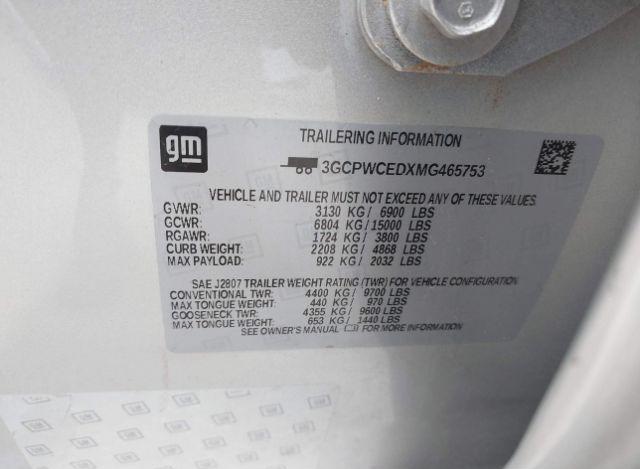 gm
TRAILERING INFORMATION
3GCPWCEDXMG465753
VEHICLE AND TRAILER MUST NOT EXCEED ANY OF THESE VALUES.
GVWR: 3130 KG/ 6900 LBS
GCWR: 6804 KG/15000 LBS
RGAWR: 1724 KG/ 3800 LBS
CURB WEIGHT: 2208 KG/ 4868 LBS
MAX PAYLOAD: 922 KG/ 2032 LBS
SAE J2807 TRAILER WEIGHT RATING (TWR) FOR VEHICLE CONFIGURATION
CONVENTIONAL TWR: 4400 KG/ 9700 LBS
MAX TONGUE WEIGHT: 440 KG/ 970 LBS
GOOSENECK TWR: 4355 KG/ 9600 LBS
MAX TONGUE WEIGHT: 653 KG/ 1440 LBS
SEE OWNER'S MANUAL FOR MORE INFORMATION